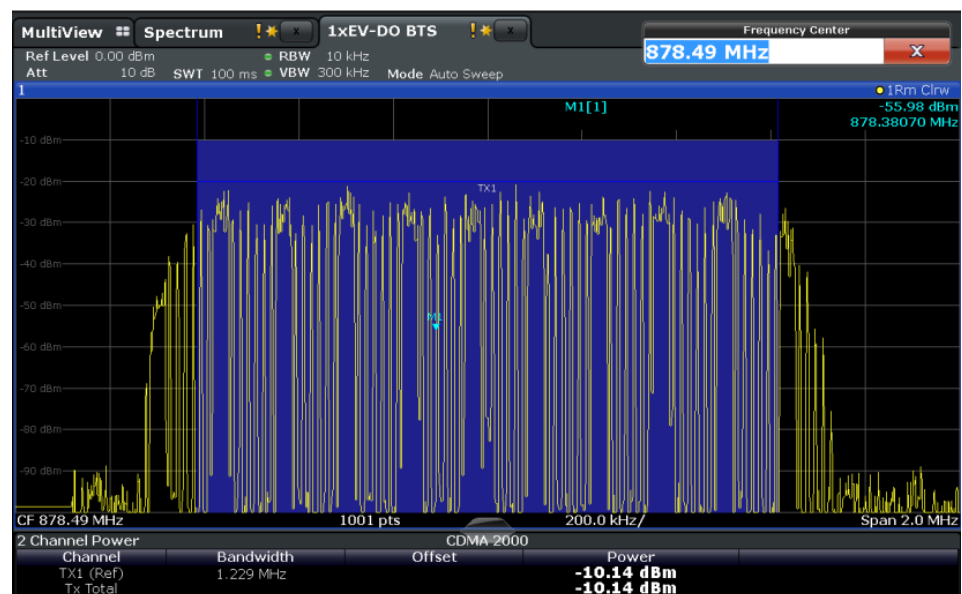 MultiView Spectrum ! x 1xEV-DO BTS ! x Frequency Center
878.49 MHz x
Ref Level 0.00 dBm RBW 10 kHz
Att 10 dB SWT 100 ms VBW 300 kHz Mode Auto Sweep
1 1Rm Clrw
M1[1] -55.98 dBm
878.38070 MHz
-10 dBm
-20 dBm
TX1
-30 dBm
-40 dBm
-50 dBm
M1
-60 dBm
-70 dBm
-80 dBm
-90 dBm
CF 878.49 MHz 1001 pts 200.0 kHz/ Span 2.0 MHz
2 Channel Power CDMA 2000
Channel Bandwidth Offset Power
TX1 (Ref) 1.229 MHz -10.14 dBm
Tx Total -10.14 dBm